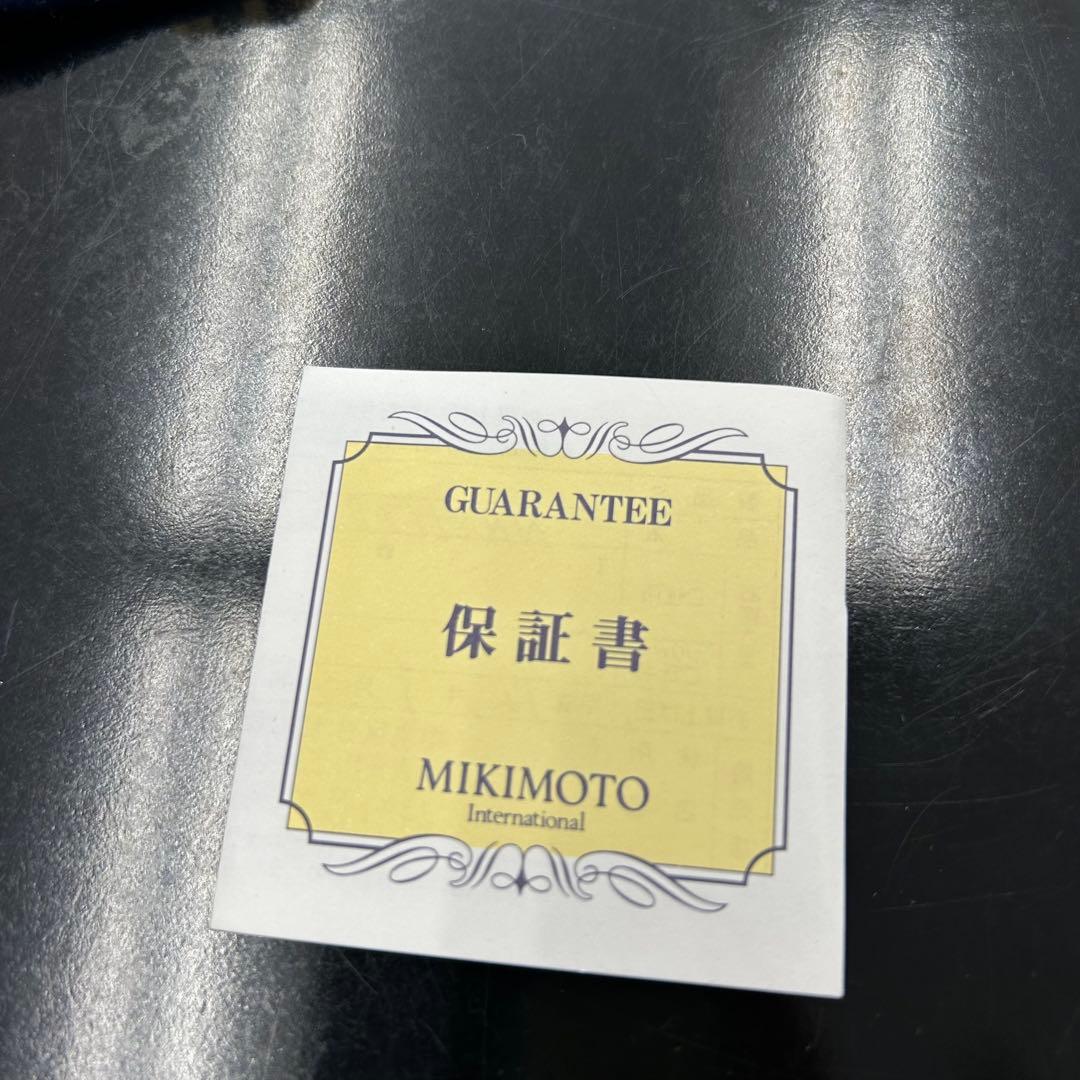 GUARANTEE
保証書
MIKIMOTO
International